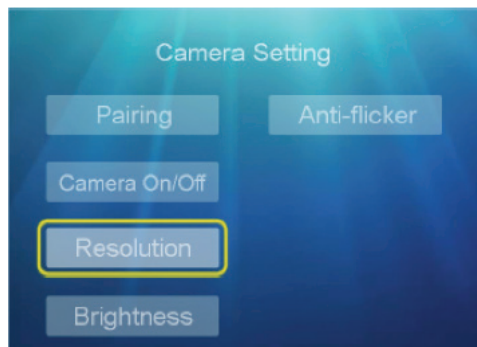 Camera Setting
Pairing
Anti-flicker
Camera On/Off
Resolution
Brightness